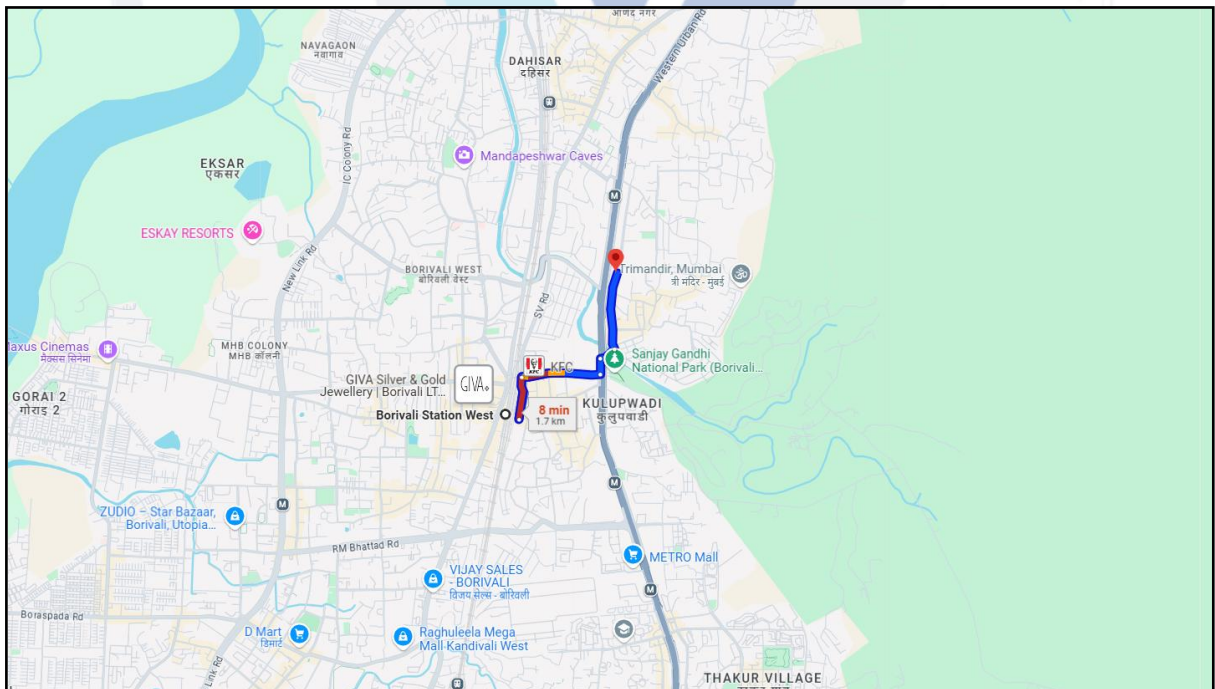 आनंद नगर
NAVAGAON
नवागाव
DAHISAR
दहिसर
Western Urban Rd
IC Colony Rd
Mandapeshwar Caves
EKSAR
एकसर
M
ESKAY RESORTS
New Link Rd
BORIVALI WEST
बोरिवली वेस्ट
Trimandir, Mumbai
त्री मंदिर - मुंबई
SV Rd
MHB COLONY
MHB कॉलनी
Maxus Cinemas
मॅक्सस सिनेमा
Sanjay Gandhi
National Park (Borivali...
KFC
KFC
GIVA Silver & Gold
Jewellery | Borivali LT...
GIVA
GORAI 2
गोराई 2
KULUPWADI
कुलुपवाडी
Borivali Station West
8 min
1.7 km
M
M
ZUDIO – Star Bazaar,
Borivali, Utopia...
RM Bhattad Rd
METRO Mall
VIJAY SALES
- BORIVALI
विजय सेल्स - बोरिवली
M
Boraspada Rd
D Mart
डिमार्ट
Raghuleela Mega
Mall Kandivali West
Link Rd
THAKUR VILLAGE